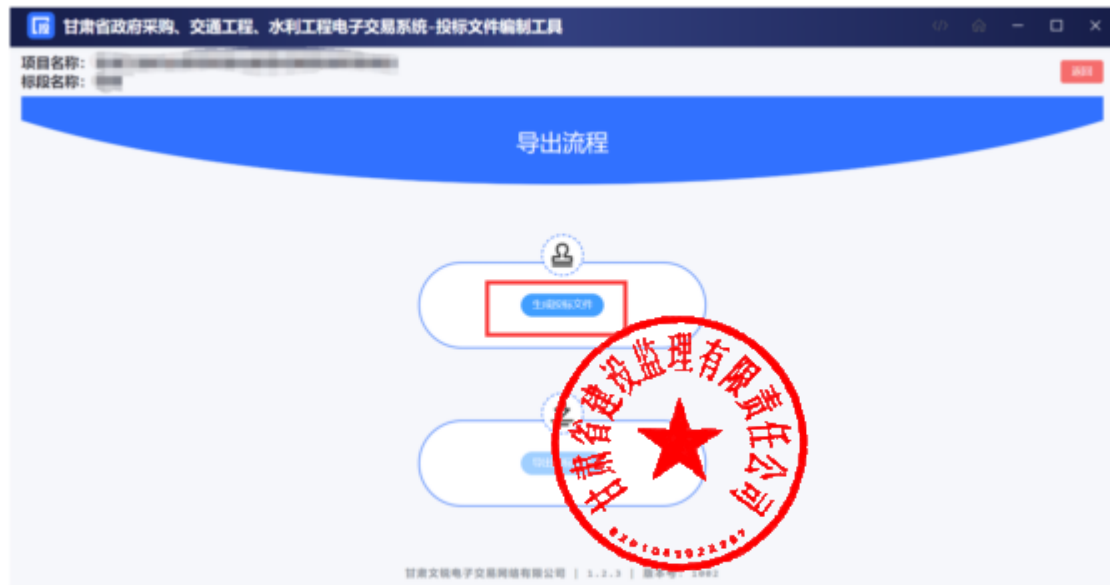 甘肃省政府采购、交通工程、水利工程电子交易系统-投标文件编制工具
项目名称：
标段名称：
返回
导出流程
生成投标文件
甘肃省建设监理有限责任公司
甘肃文锐电子交易网络有限公司 | 1.2.3 | 版本号: 1002